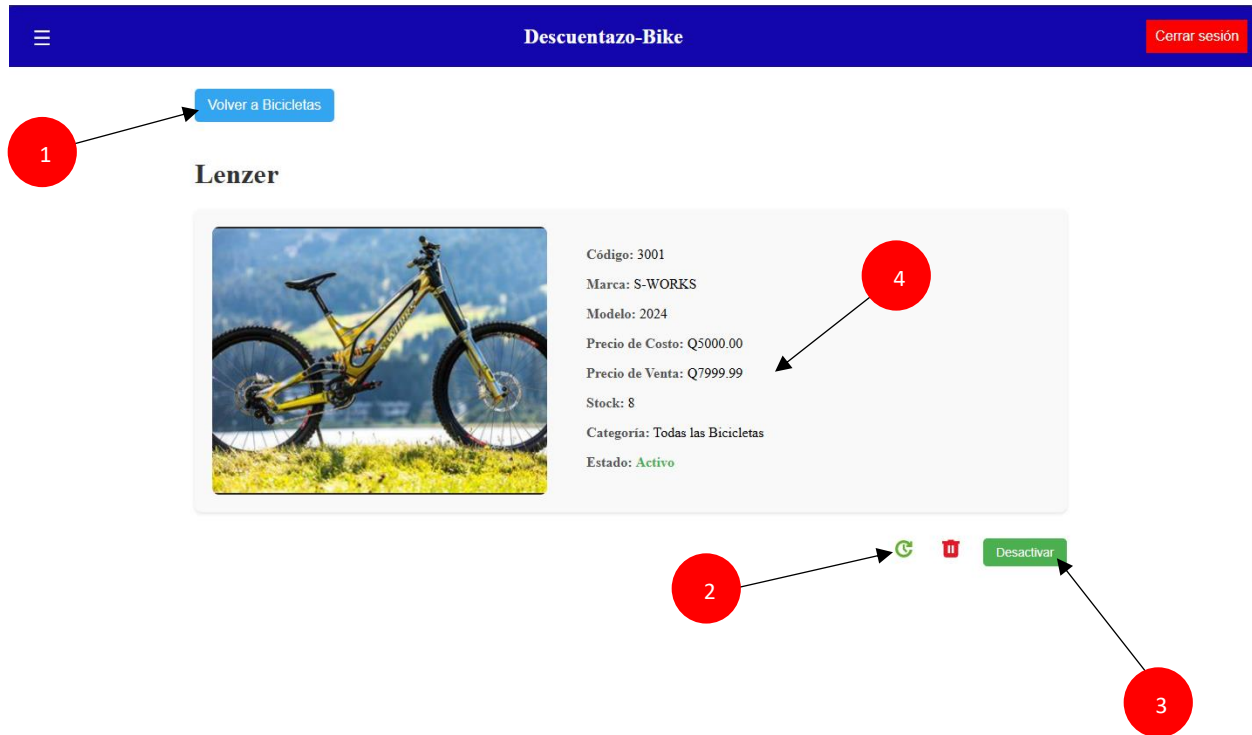 ☰ Descuentazo-Bike Cerrar sesión
Volver a Bicicletas
1
Lenzer
S-WORKS
Código: 3001
Marca: S-WORKS
Modelo: 2024
Precio de Costo: Q5000.00
Precio de Venta: Q7999.99
Stock: 8
Categoría: Todas las Bicicletas
Estado: Activo
4
Desactivar
2
3